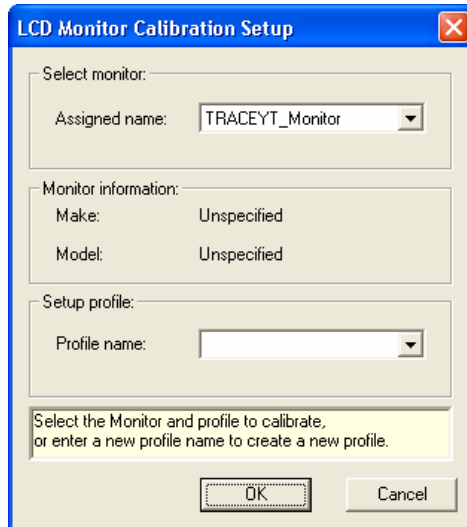 LCD Monitor Calibration Setup
Select monitor:
Assigned name: TRACEYT_Monitor
Monitor information:
Make: Unspecified
Model: Unspecified
Setup profile:
Profile name:
Select the Monitor and profile to calibrate,
or enter a new profile name to create a new profile.
OK Cancel